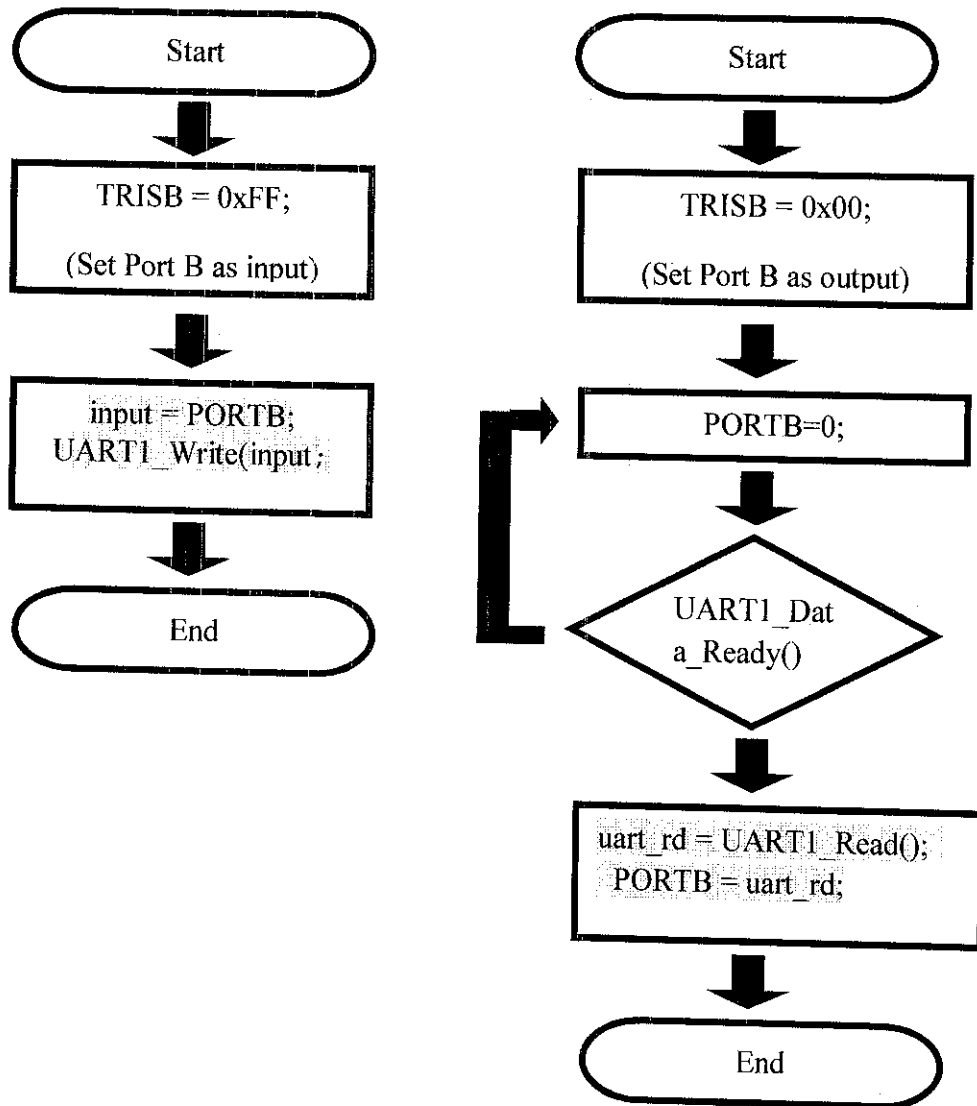 Start
TRISB = 0xFF;
(Set Port B as input)
input = PORTB;
UART1_Write(input;
End
Start
TRISB = 0x00;
(Set Port B as output)
PORTB=0;
UART1_Dat
a_Ready()
uart_rd = UART1_Read();
PORTB = uart_rd;
End